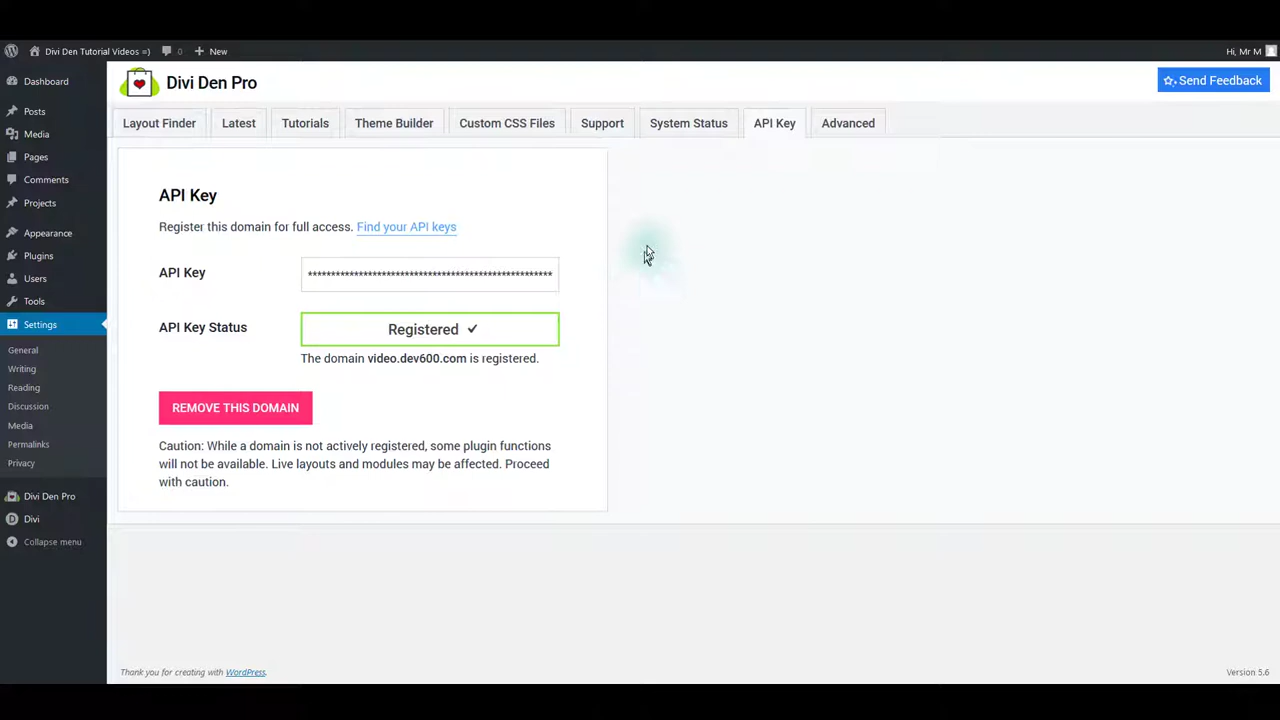 Divi Den Tutorial Videos =) 0 New Hi, Mr M
Dashboard
Posts
Media
Pages
Comments
Projects
Appearance
Plugins
Users
Tools
Settings
General
Writing
Reading
Discussion
Media
Permalinks
Privacy
Divi Den Pro
Divi
Collapse menu
Divi Den Pro
Send Feedback
Layout Finder Latest Tutorials Theme Builder Custom CSS Files Support System Status API Key Advanced
API Key
Register this domain for full access. Find your API keys
API Key ****************************************************
API Key Status Registered ✓
The domain video.dev600.com is registered.
REMOVE THIS DOMAIN
Caution: While a domain is not actively registered, some plugin functions
will not be available. Live layouts and modules may be affected. Proceed
with caution.
Thank you for creating with WordPress. Version 5.6